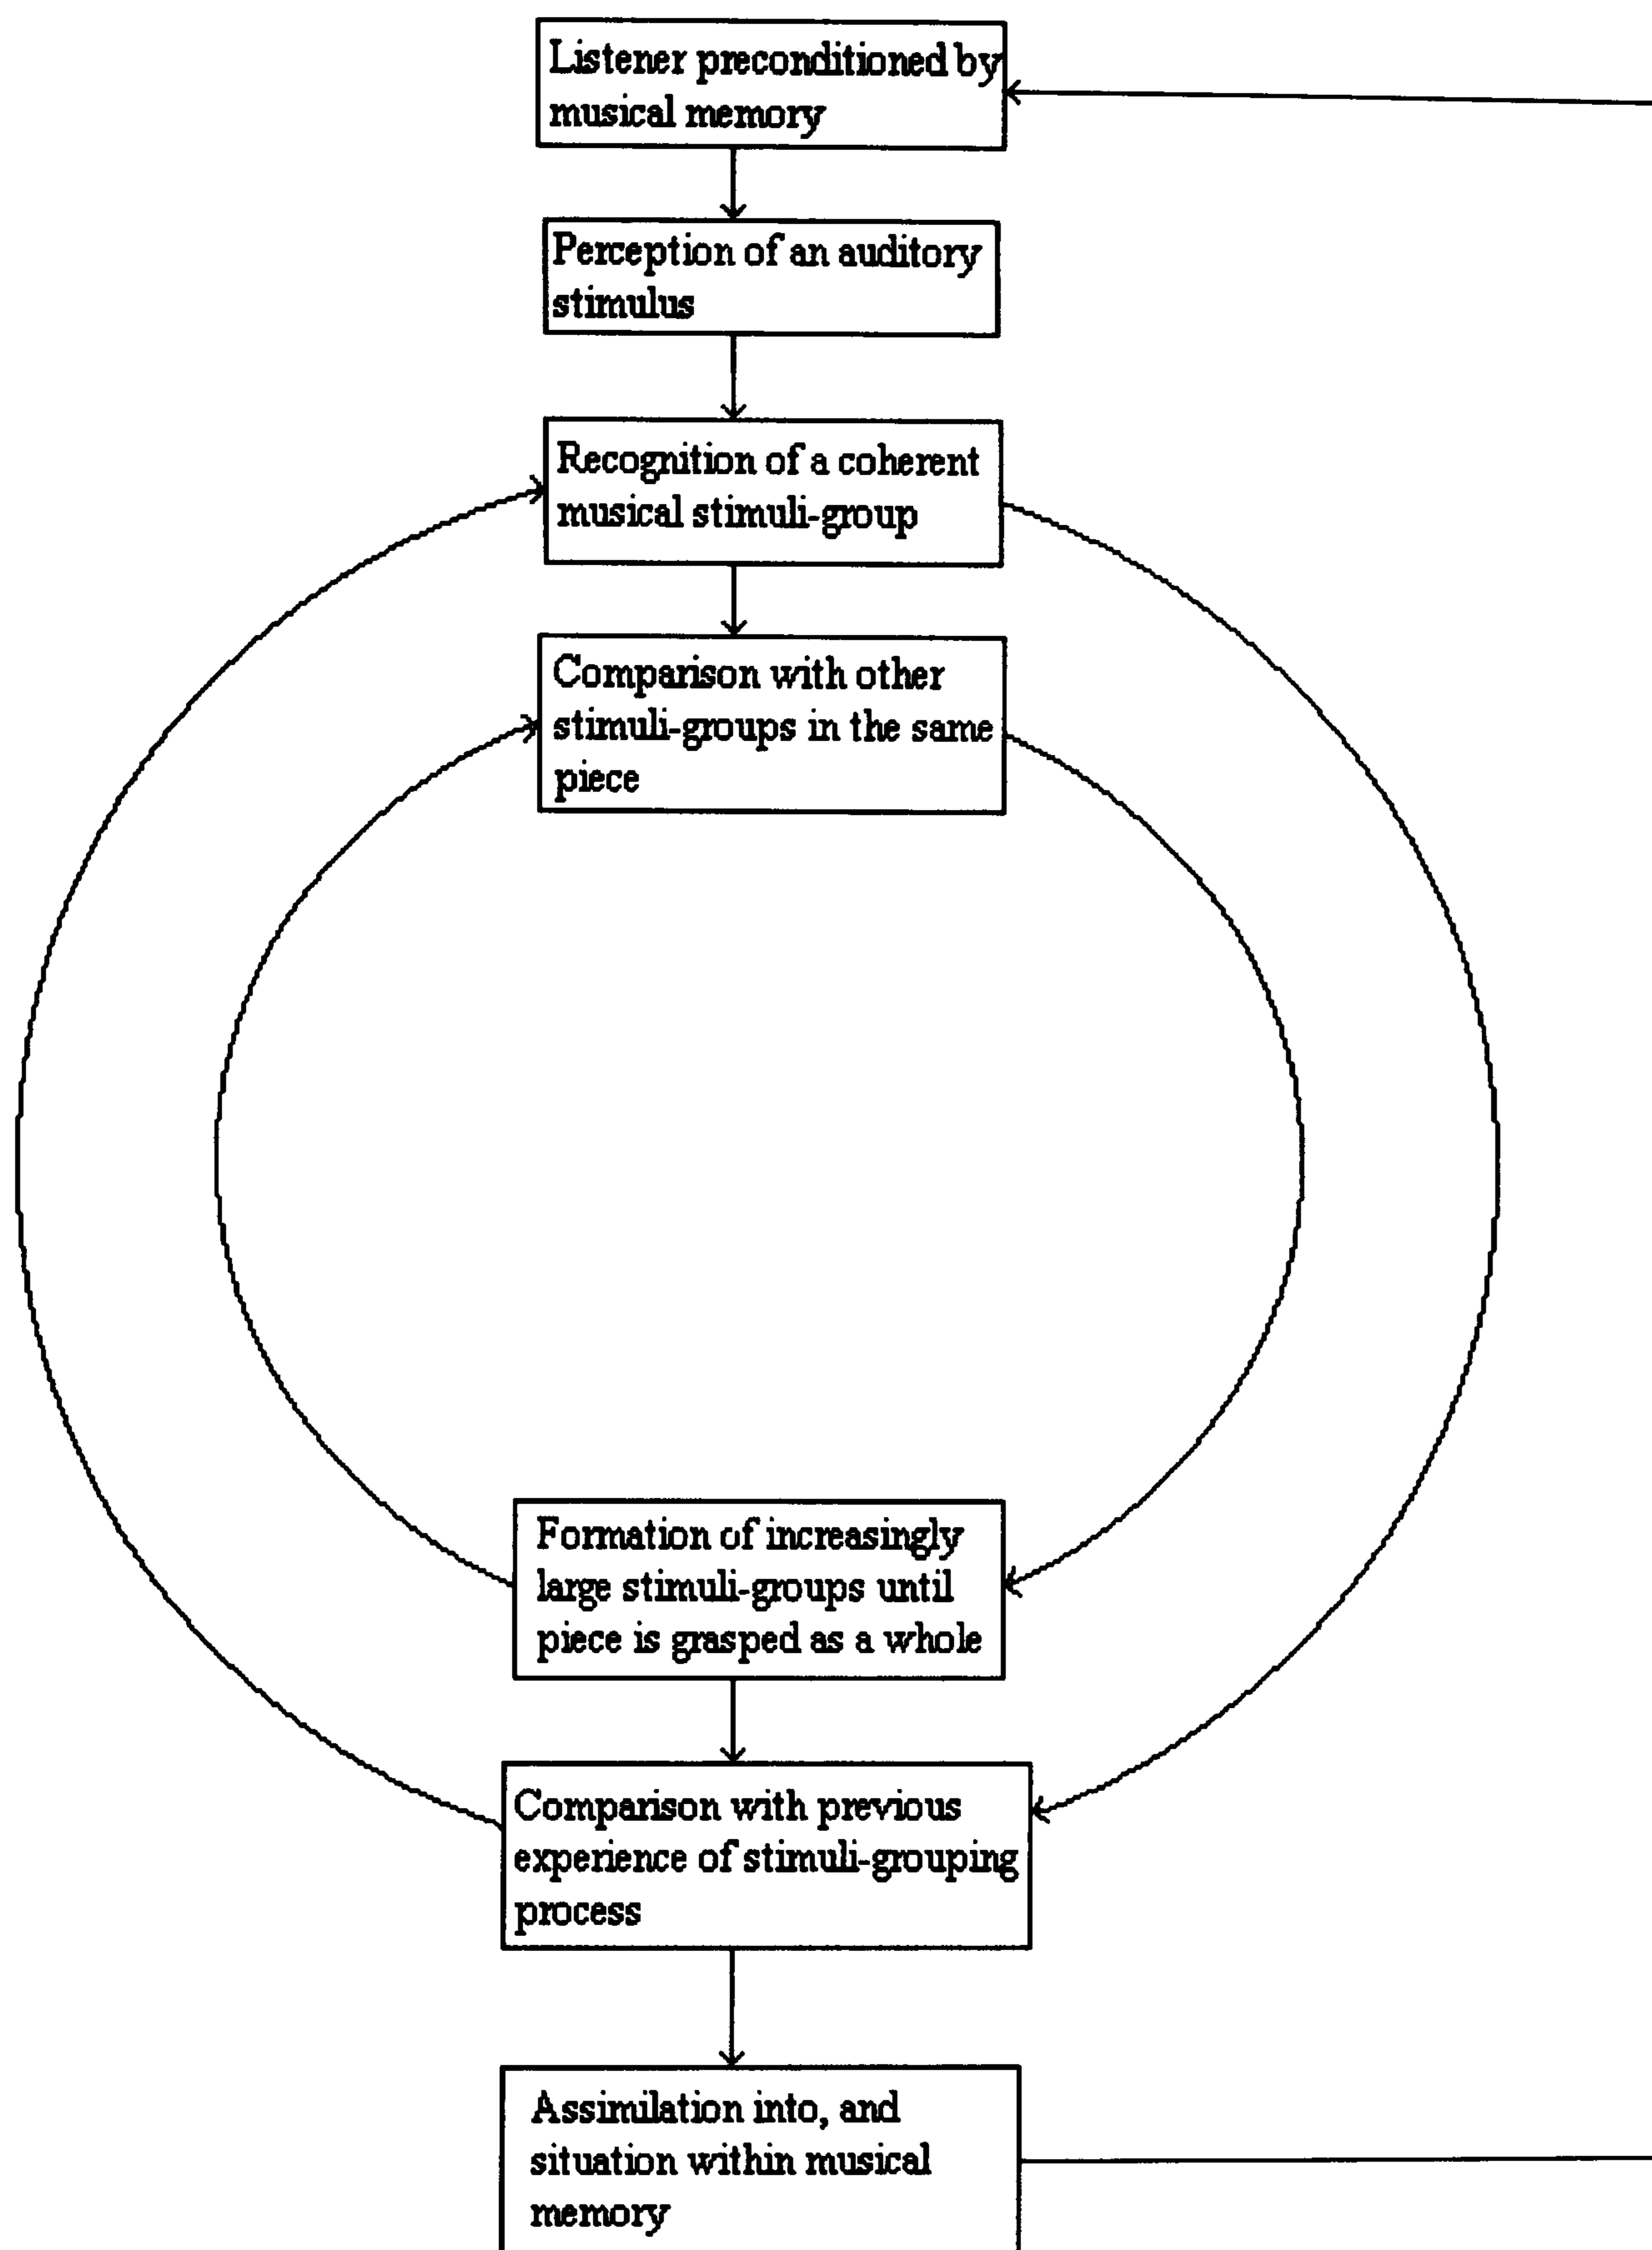 Listener preconditioned by
musical memory
Perception of an auditory
stimulus
Recognition of a coherent
musical stimuli-group
Comparison with other
stimuli-groups in the same
piece
Formation of increasingly
large stimuli-groups until
piece is grasped as a whole
Comparison with previous
experience of stimuli-grouping
process
Assimilation into, and
situation within musical
memory